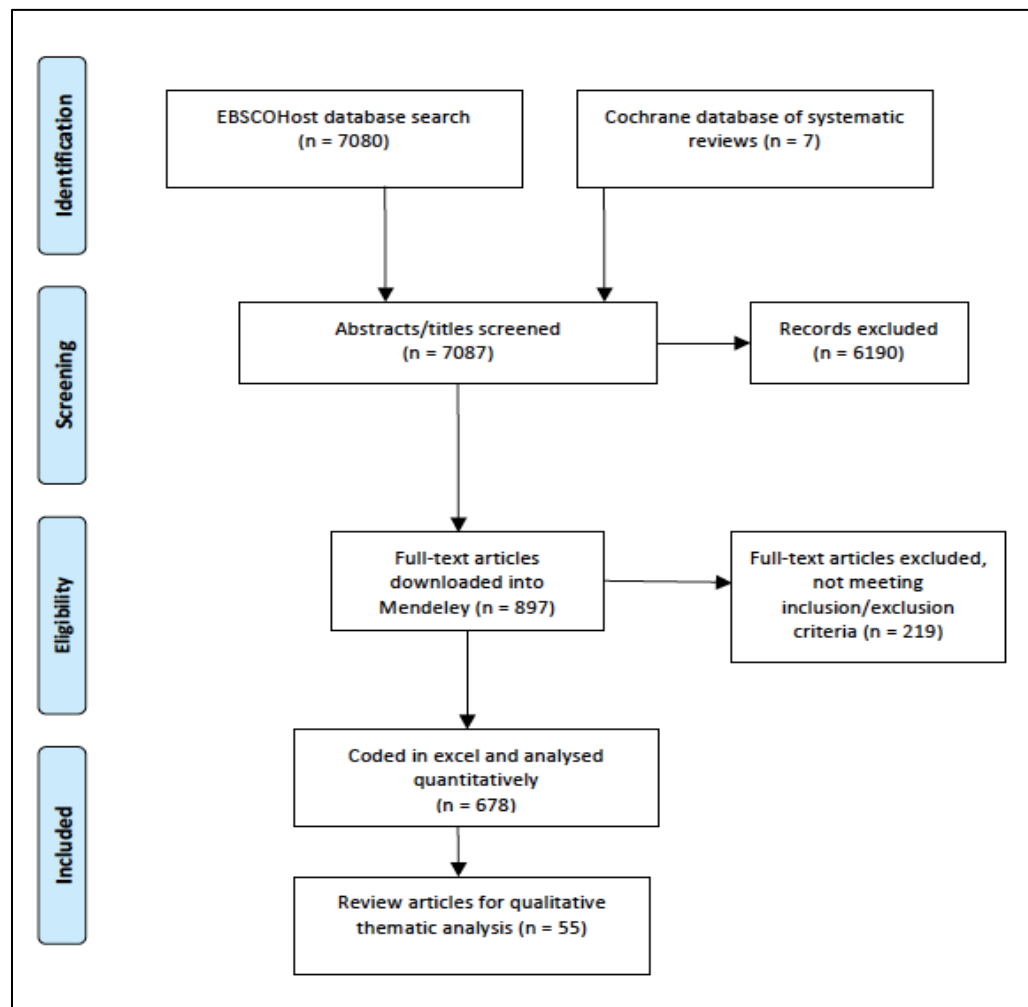 Identification
EBSCOHost database search
(n = 7080)
Cochrane database of systematic
reviews (n = 7)
Screening
Abstracts/titles screened
(n = 7087)
Records excluded
(n = 6190)
Eligibility
Full-text articles
downloaded into
Mendeley (n = 897)
Full-text articles excluded,
not meeting
inclusion/exclusion
criteria (n = 219)
Included
Coded in excel and analysed
quantitatively
(n = 678)
Review articles for qualitative
thematic analysis (n = 55)